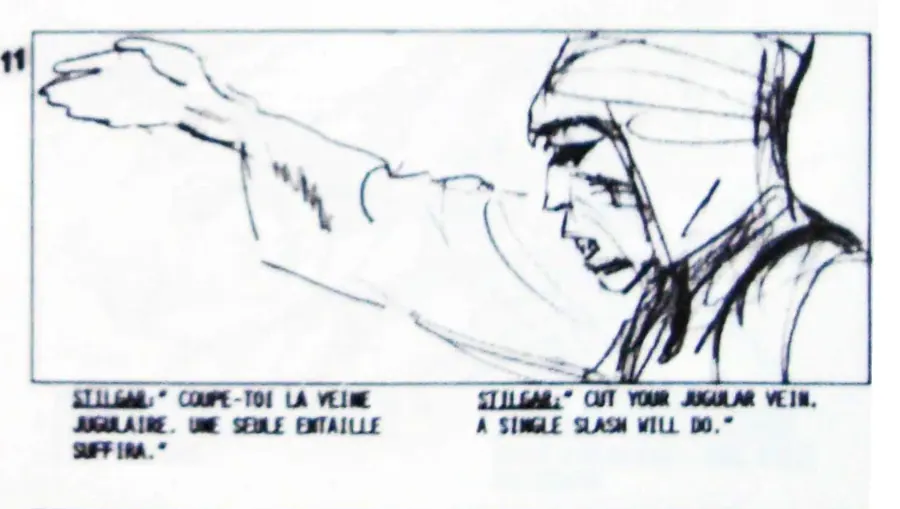 11
STILGAR:" COUPE-TOI LA VEINE
JUGULAIRE. UNE SEULE ENTAILLE
SUFFIRA."
STILGAR:" CUT YOUR JUGULAR VEIN.
A SINGLE SLASH WILL DO."